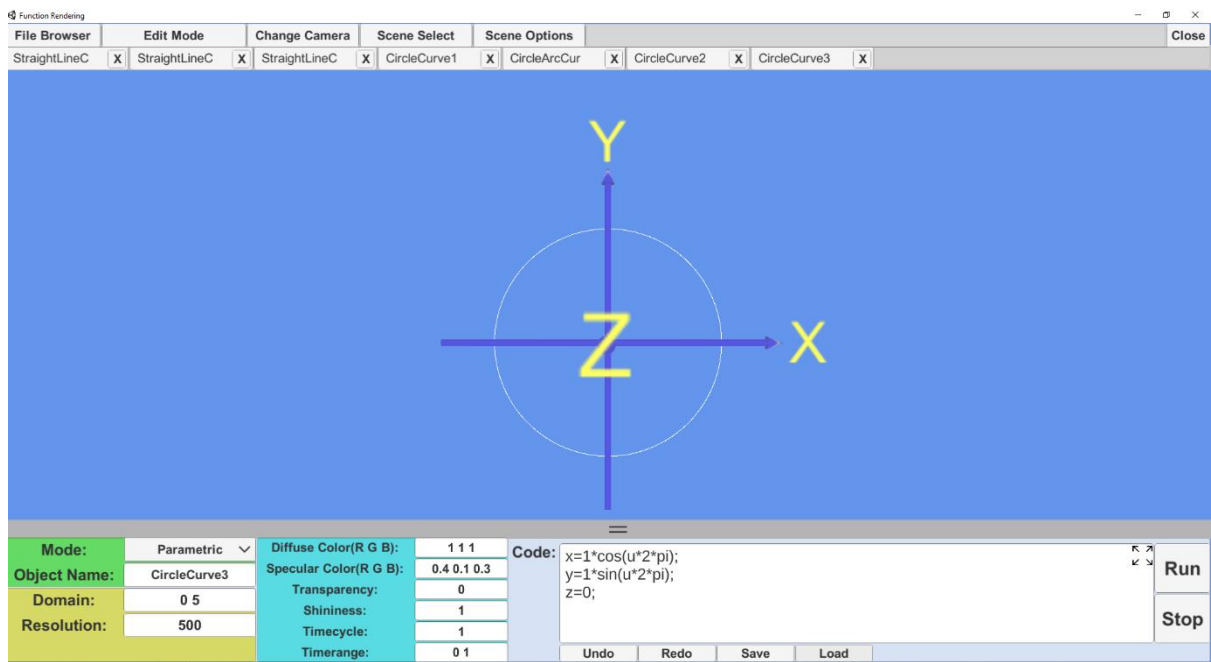 Function Rendering
File Browser Edit Mode Change Camera Scene Select Scene Options Close
StraightLineC X StraightLineC X StraightLineC X CircleCurve1 X CircleArcCur X CircleCurve2 X CircleCurve3 X
Y
Z X
Mode: Parametric
Object Name: CircleCurve3
Domain: 0 5
Resolution: 500
Diffuse Color(R G B): 1 1 1
Specular Color(R G B): 0.4 0.1 0.3
Transparency: 0
Shininess: 1
Timecycle: 1
Timerange: 0 1
Code:
x=1*cos(u*2*pi);
y=1*sin(u*2*pi);
z=0;
Run
Stop
Undo Redo Save Load